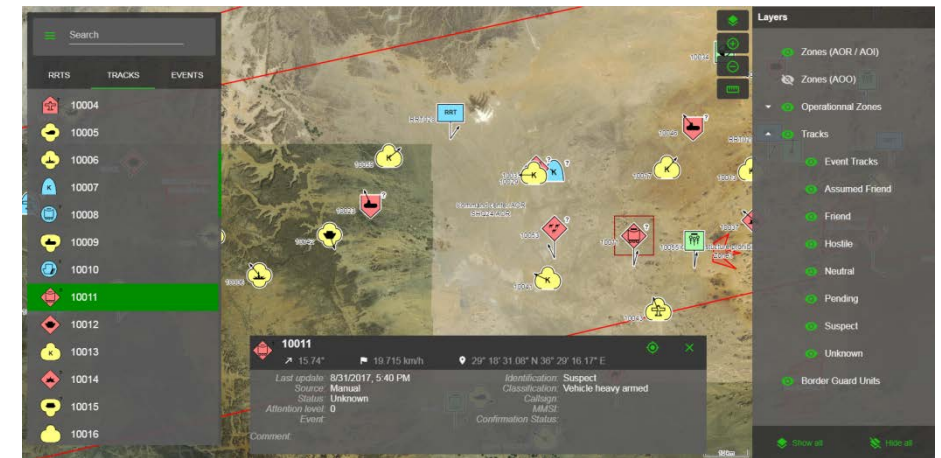 Search
RRTS TRACKS EVENTS
10004
10005
10006
10007
10008
10009
10010
10011
10012
10013
10014
10015
10016
RRT
K
K
K
K
K
10053
10042
10011
15.74° 19.715 km/h 29° 18' 31.08" N 36° 29' 16.17" E
Last update: 8/31/2017, 5:40 PM
Source: Manual
Status: Unknown
Attention level: 0
Event:
Comment:
Identification: Suspect
Classification: Vehicle heavy armed
Callsign:
MMSI:
Confirmation Status:
Layers
Zones (AOR / AOI)
Zones (AOO)
Operationnal Zones
Tracks
Event Tracks
Assumed Friend
Friend
Hostile
Neutral
Pending
Suspect
Unknown
Border Guard Units
Show all Hide all